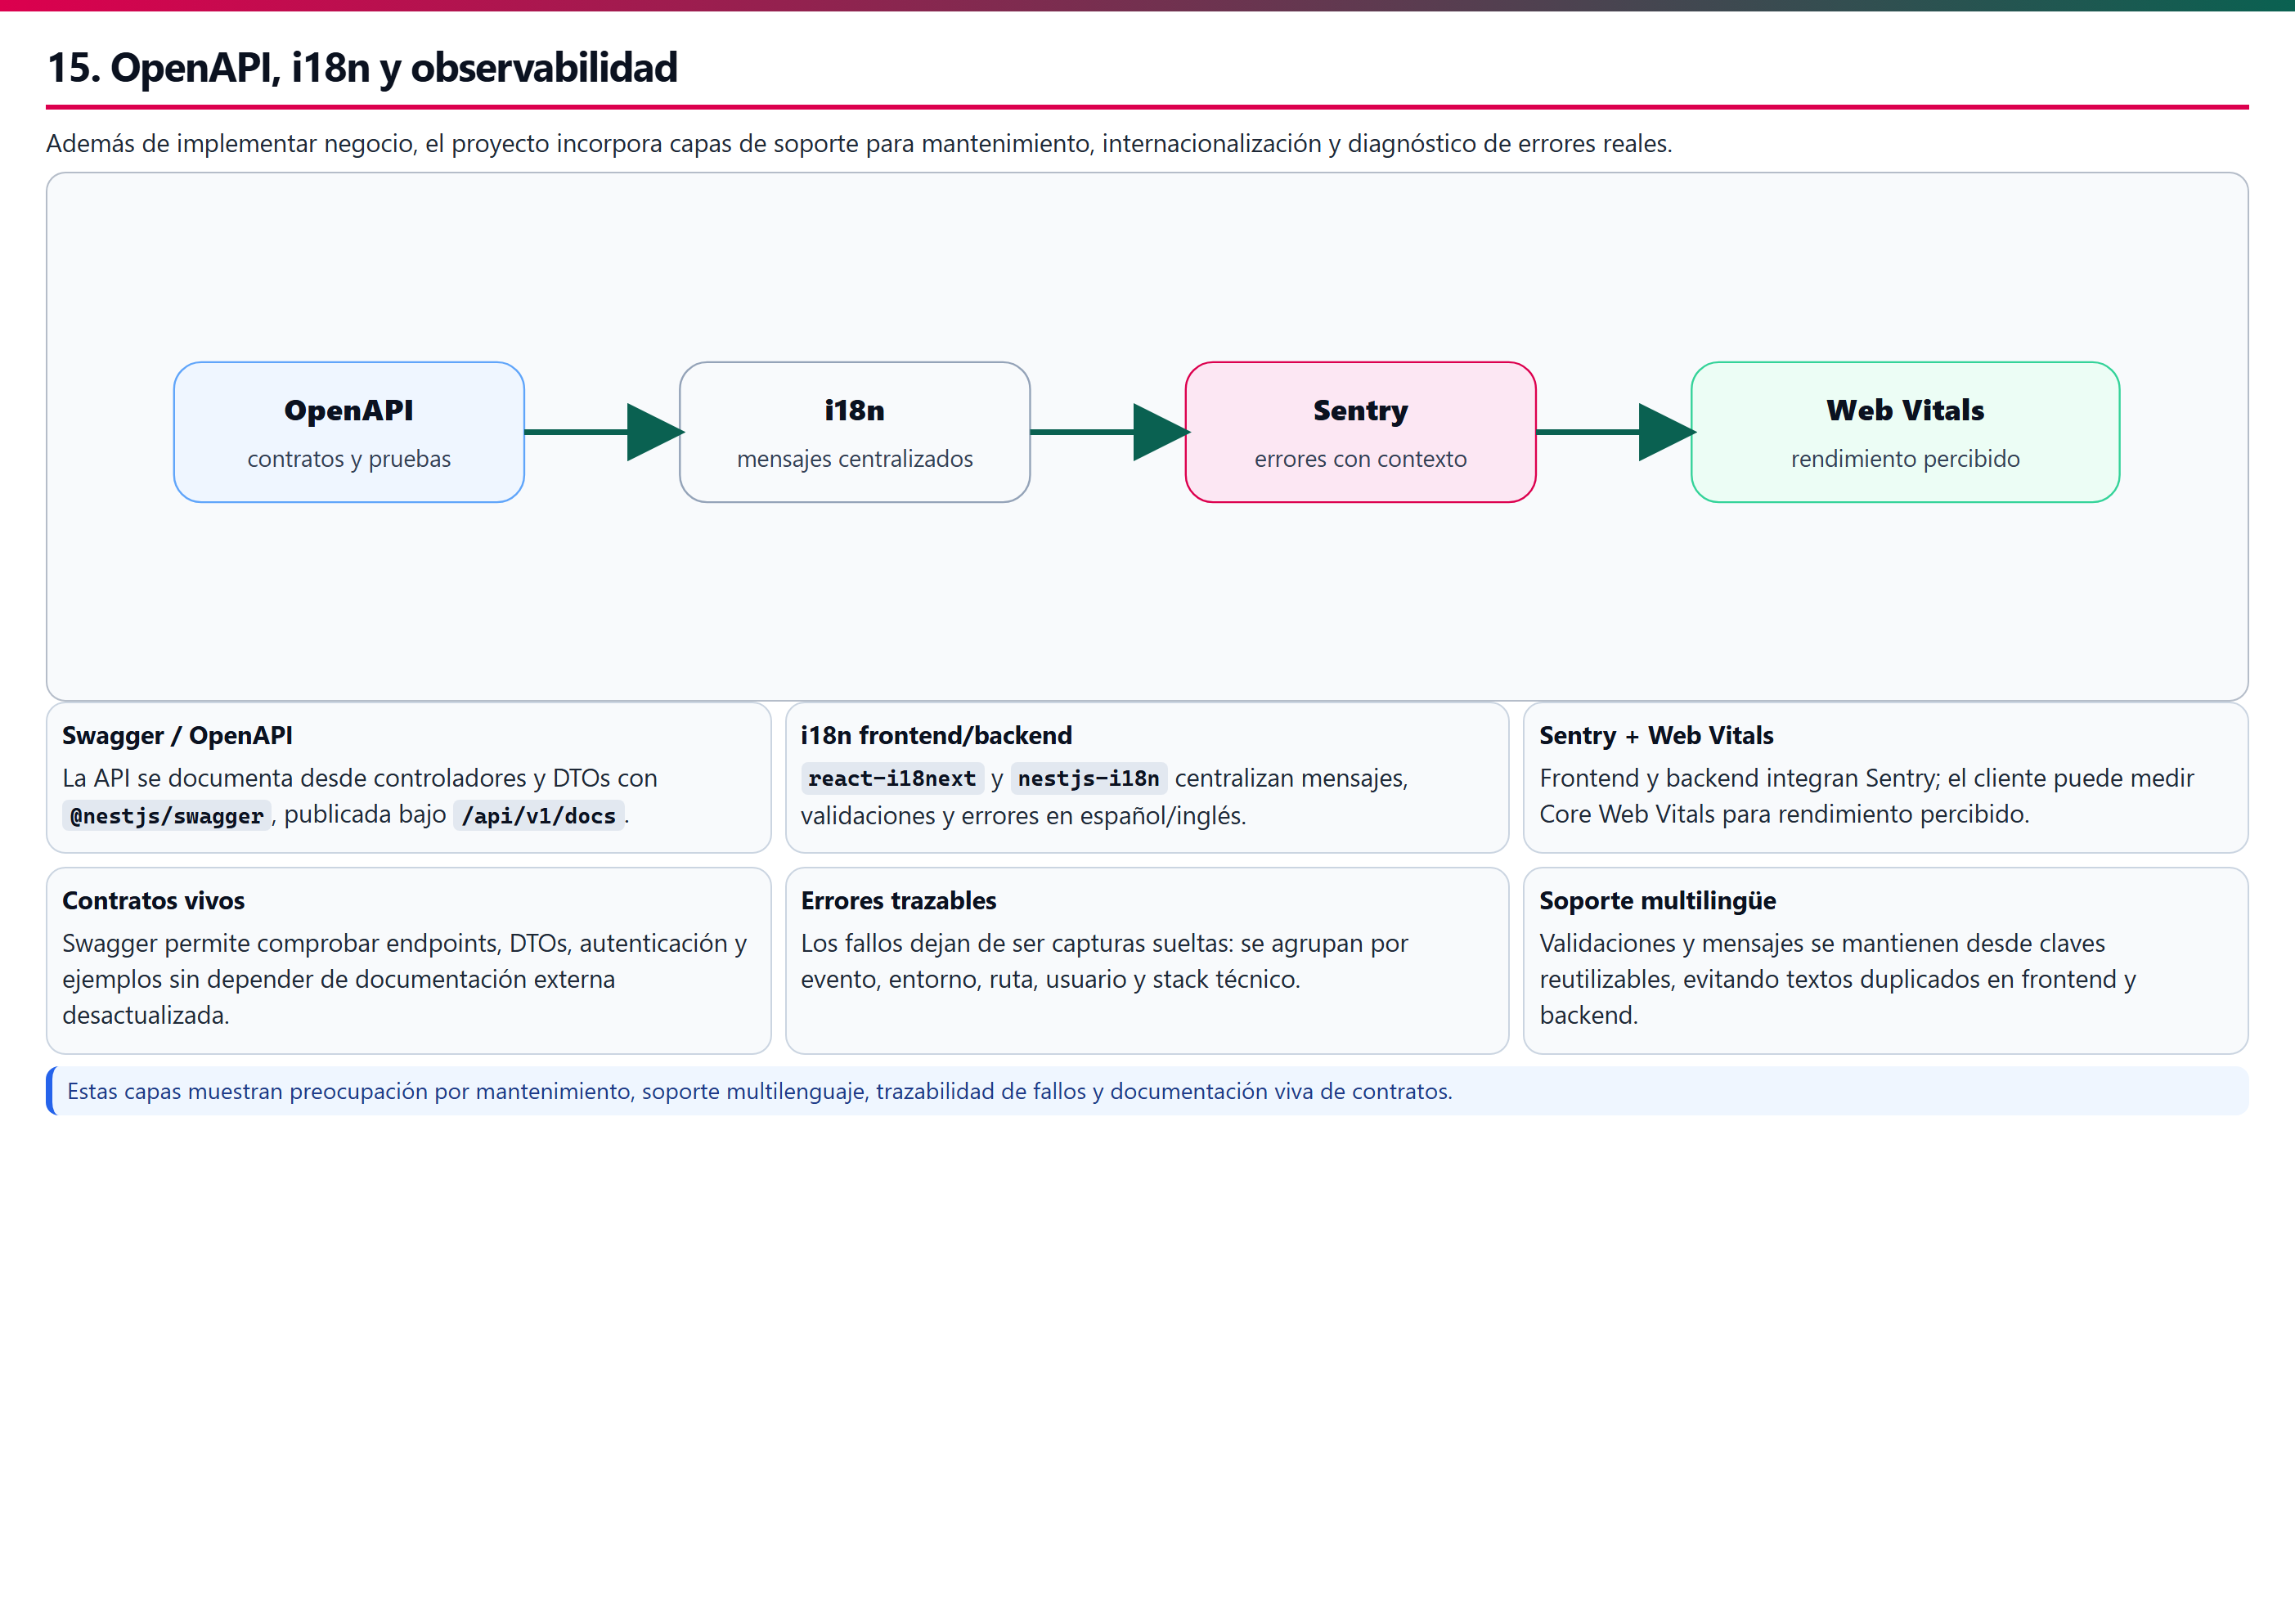 15. OpenAPI, i18n y observabilidad
Además de implementar negocio, el proyecto incorpora capas de soporte para mantenimiento, internacionalización y diagnóstico de errores reales.
OpenAPI
contratos y pruebas
i18n
mensajes centralizados
Sentry
errores con contexto
Web Vitals
rendimiento percibido
Swagger / OpenAPI
La API se documenta desde controladores y DTOs con
@nestjs/swagger, publicada bajo /api/v1/docs.
i18n frontend/backend
react-i18next y nestjs-i18n centralizan mensajes,
validaciones y errores en español/inglés.
Sentry + Web Vitals
Frontend y backend integran Sentry; el cliente puede medir
Core Web Vitals para rendimiento percibido.
Contratos vivos
Swagger permite comprobar endpoints, DTOs, autenticación y
ejemplos sin depender de documentación externa
desactualizada.
Errores trazables
Los fallos dejan de ser capturas sueltas: se agrupan por
evento, entorno, ruta, usuario y stack técnico.
Soporte multilingüe
Validaciones y mensajes se mantienen desde claves
reutilizables, evitando textos duplicados en frontend y
backend.
Estas capas muestran preocupación por mantenimiento, soporte multilenguaje, trazabilidad de fallos y documentación viva de contratos.